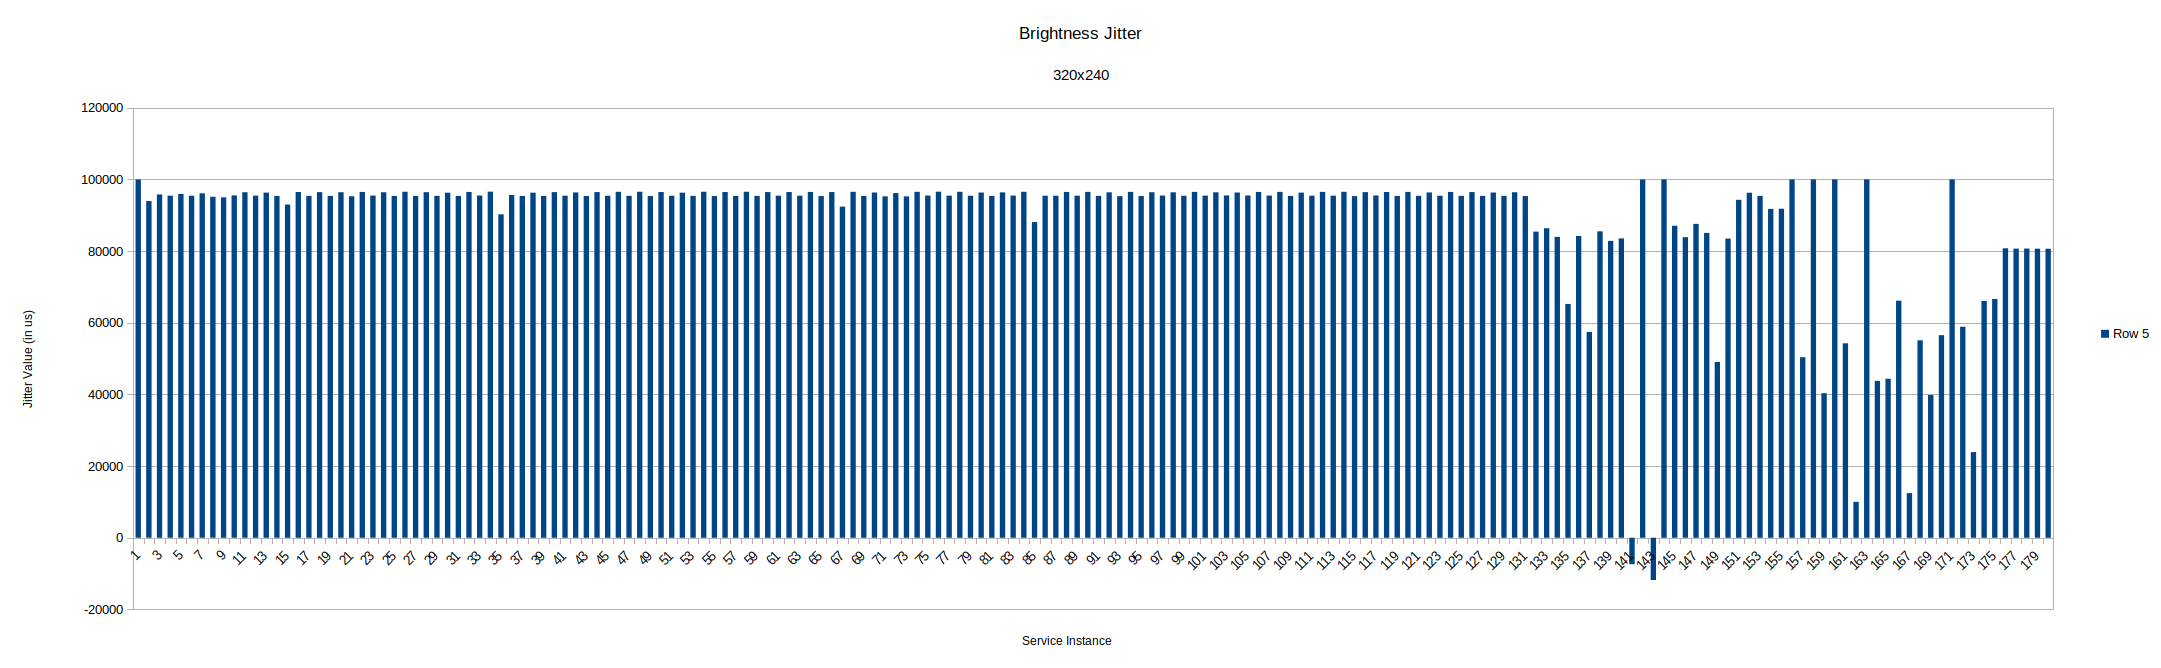 Brightness Jitter
320x240
120000
100000
80000
60000
40000
20000
0
-20000
Jitter Value (in us)
1 3 5 7 9 11 13 15 17 19 21 23 25 27 29 31 33 35 37 39 41 43 45 47 49 51 53 55 57 59 61 63 65 67 69 71 73 75 77 79 81 83 85 87 89 91 93 95 97 99 101 103 105 107 109 111 113 115 117 119 121 123 125 127 129 131 133 135 137 139 141 143 145 147 149 151 153 155 157 159 161 163 165 167 169 171 173 175 177 179
Service Instance
Row 5